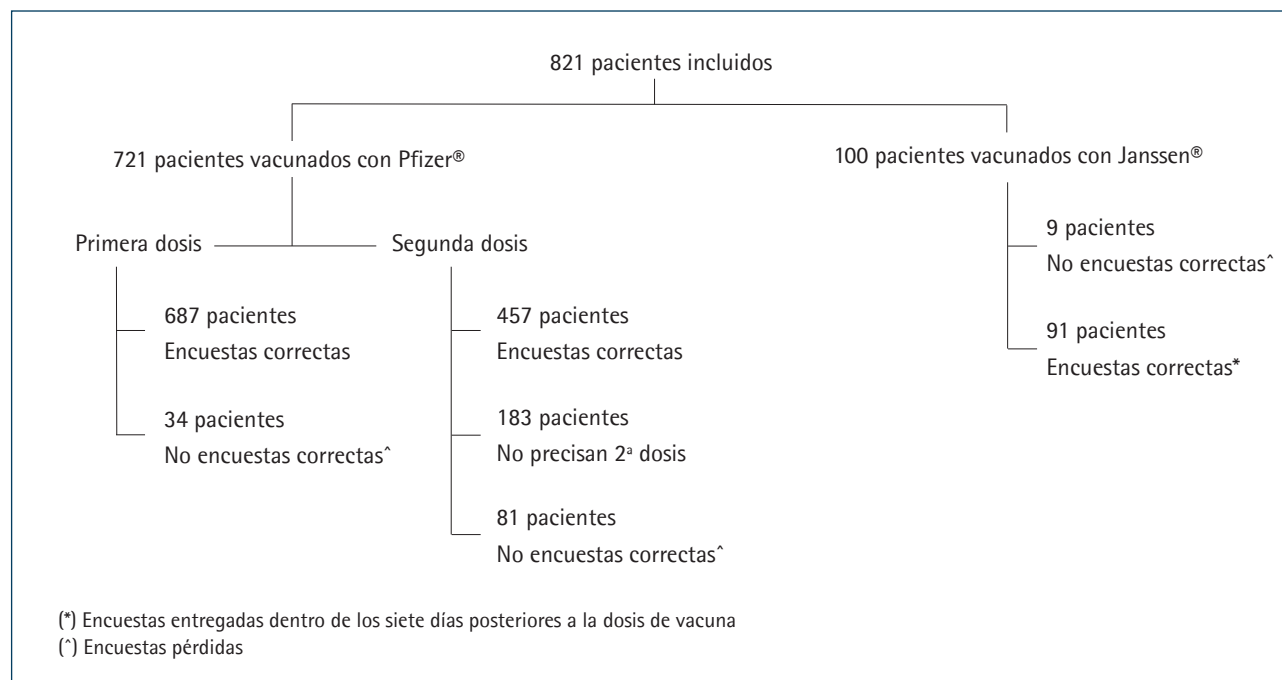 821 pacientes incluidos
721 pacientes vacunados con Pfizer®
100 pacientes vacunados con Janssen®
Primera dosis
Segunda dosis
687 pacientes
Encuestas correctas
34 pacientes
No encuestas correctas^
457 pacientes
Encuestas correctas
183 pacientes
No precisan 2ª dosis
81 pacientes
No encuestas correctas^
9 pacientes
No encuestas correctas^
91 pacientes
Encuestas correctas*
(*) Encuestas entregadas dentro de los siete días posteriores a la dosis de vacuna
(^) Encuestas pérdidas